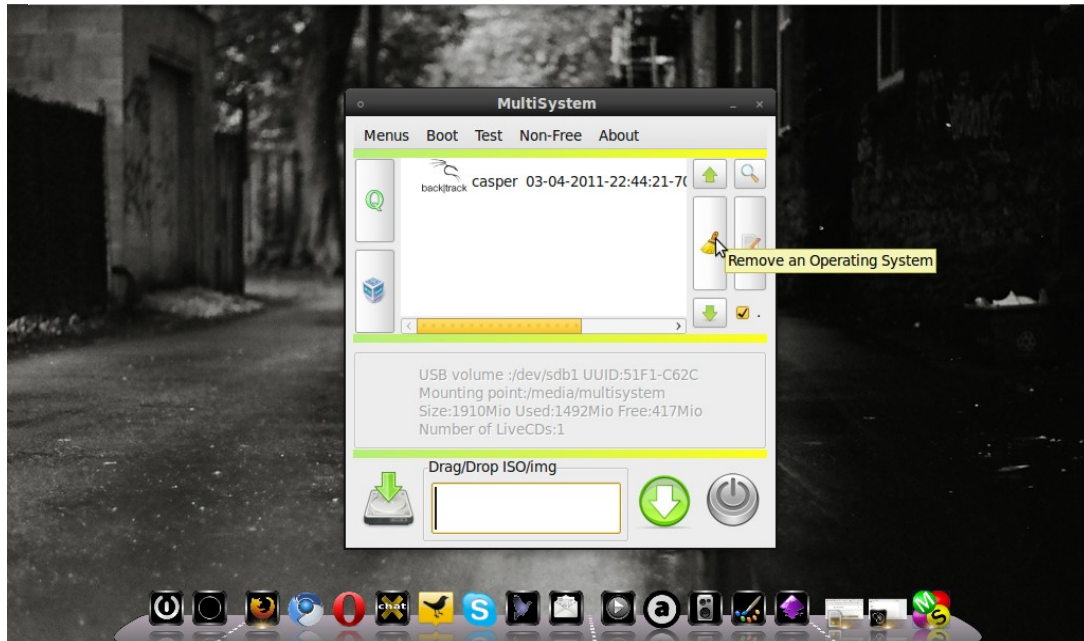 MultiSystem
Menus Boot Test Non-Free About
back|track casper 03-04-2011-22:44:21-70
Remove an Operating System
.
USB volume :/dev/sdb1 UUID:51F1-C62C
Mounting point:/media/multisystem
Size:1910Mio Used:1492Mio Free:417Mio
Number of LiveCDs:1
Drag/Drop ISO/img
chat
S
a
M
S